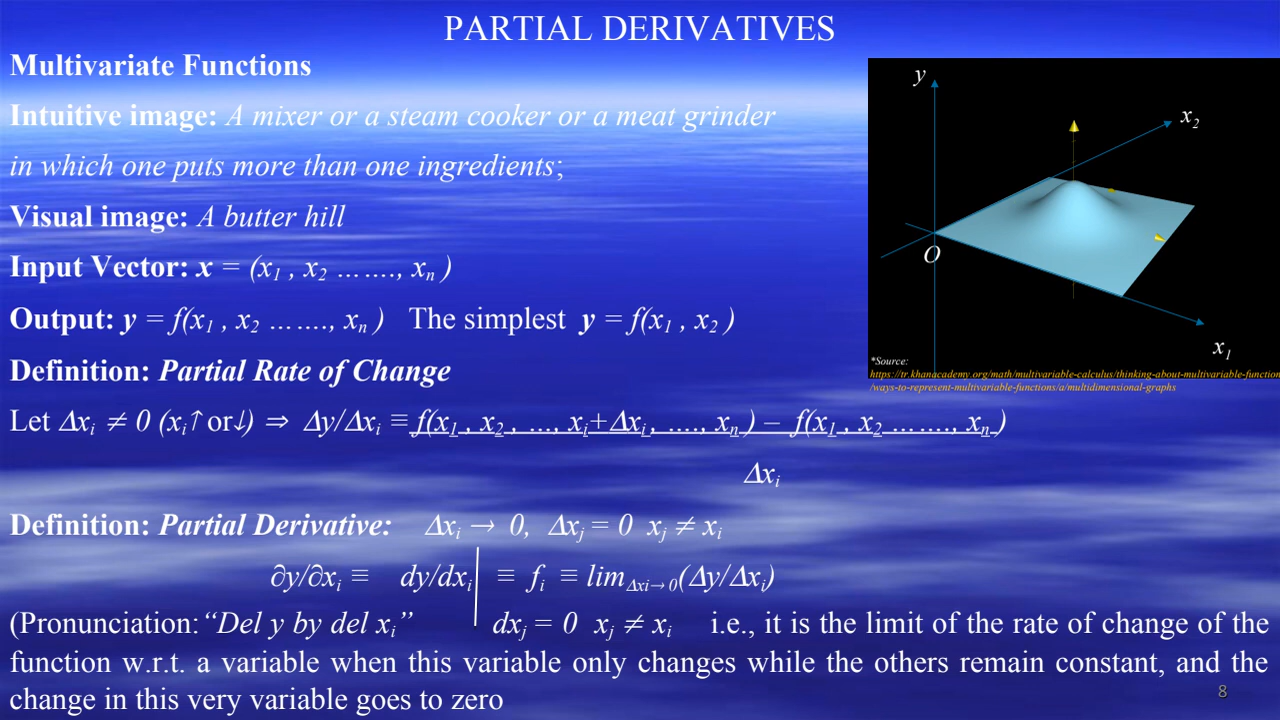 PARTIAL DERIVATIVES
Multivariate Functions
Intuitive image: A mixer or a steam cooker or a meat grinder
in which one puts more than one ingredients;
Visual image: A butter hill
Input Vector: x = (x₁ , x₂ ……., xₙ )
Output: y = f(x₁ , x₂ ……., xₙ ) The simplest y = f(x₁ , x₂ )
y
x₂
O
x₁
*Source:
https://tr.khanacademy.org/math/multivariable-calculus/thinking-about-multivariable-function
/ways-to-represent-multivariable-functions/a/multidimensional-graphs
Definition: Partial Rate of Change
Let Δxᵢ ≠ 0 (xᵢ↑ or↓) ⇒ Δy/Δxᵢ ≡ f(x₁ , x₂ , …, xᵢ+Δxᵢ , …., xₙ ) – f(x₁ , x₂ ……., xₙ )
Δxᵢ
Definition: Partial Derivative: Δxᵢ → 0, Δxⱼ = 0 xⱼ ≠ xᵢ
∂y/∂xᵢ ≡ dy/dxᵢ | ≡ fᵢ ≡ lim Δxi→ 0(Δy/Δxᵢ)
(Pronunciation: “Del y by del xᵢ” dxⱼ = 0 xⱼ ≠ xᵢ i.e., it is the limit of the rate of change of the
function w.r.t. a variable when this variable only changes while the others remain constant, and the
change in this very variable goes to zero
8